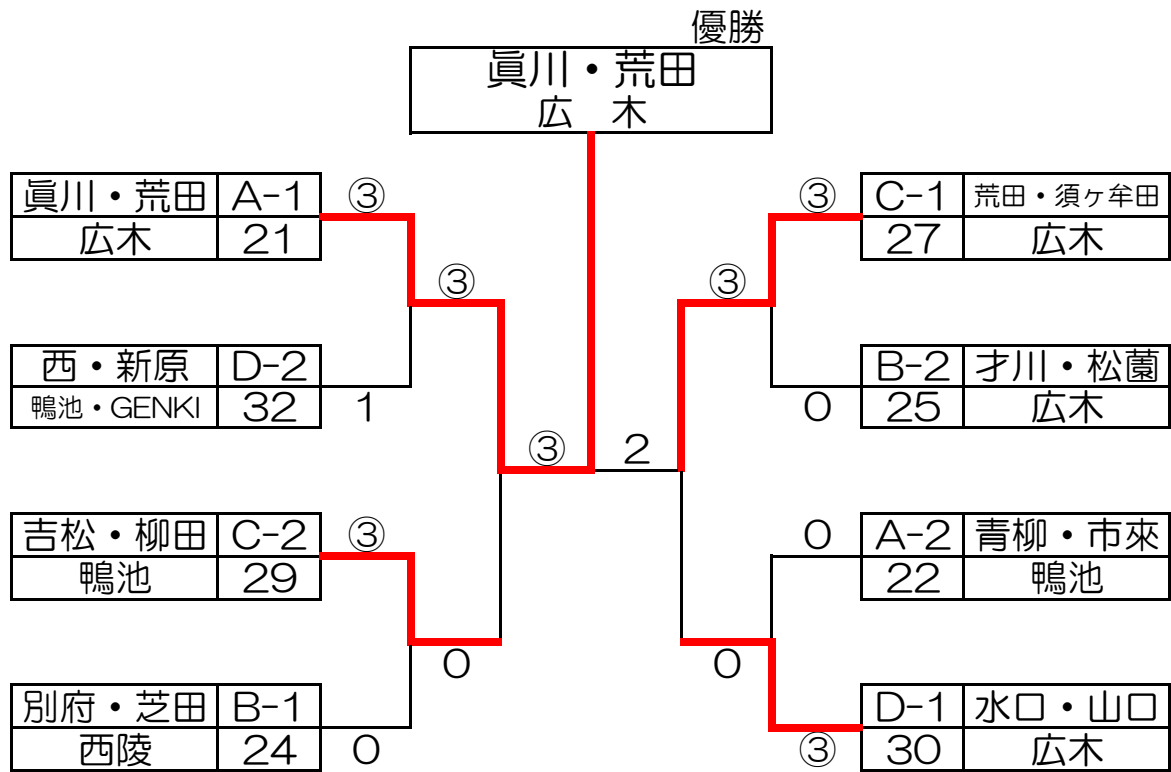 優勝
眞川・荒田
広　木
眞川・荒田 A-1 ③
広木 21
③ C-1 荒田・須ヶ牟田
27 広木
③
③
西・新原 D-2
鴨池・GENKI 32 1
B-2 才川・松薗
0 25 広木
③ 2
吉松・柳田 C-2 ③
鴨池 29
0 A-2 青柳・市來
22 鴨池
0
0
別府・芝田 B-1
西陵 24 0
D-1 水口・山口
③ 30 広木